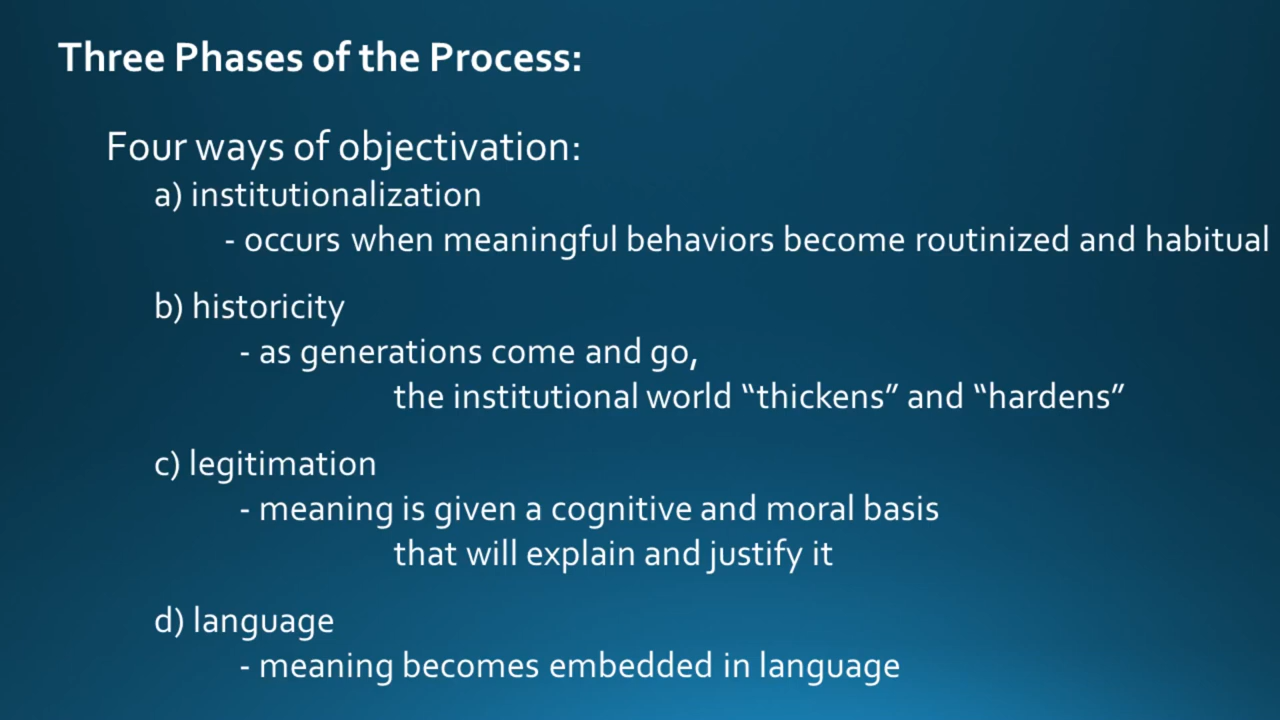 Three Phases of the Process:
Four ways of objectivation:
a) institutionalization
- occurs when meaningful behaviors become routinized and habitual
b) historicity
- as generations come and go,
the institutional world “thickens” and “hardens”
c) legitimation
- meaning is given a cognitive and moral basis
that will explain and justify it
d) language
- meaning becomes embedded in language